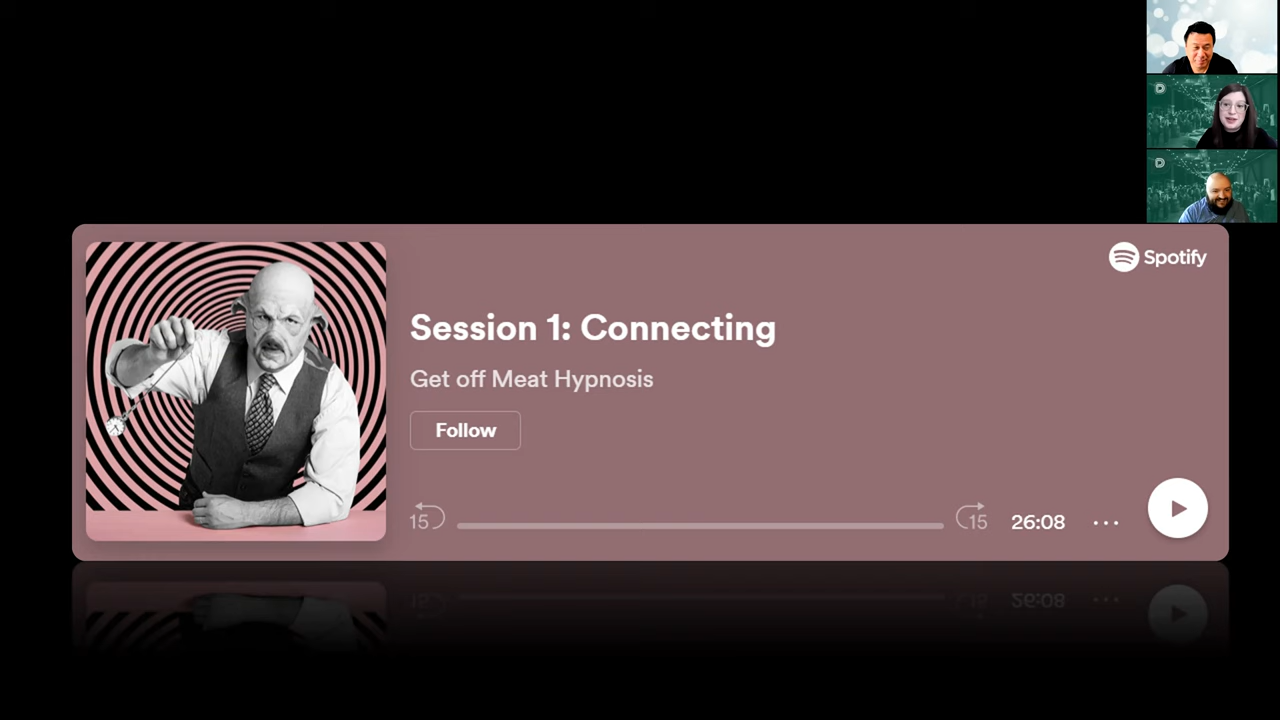 Spotify
Session 1: Connecting
Get off Meat Hypnosis
Follow
15
15
26:08